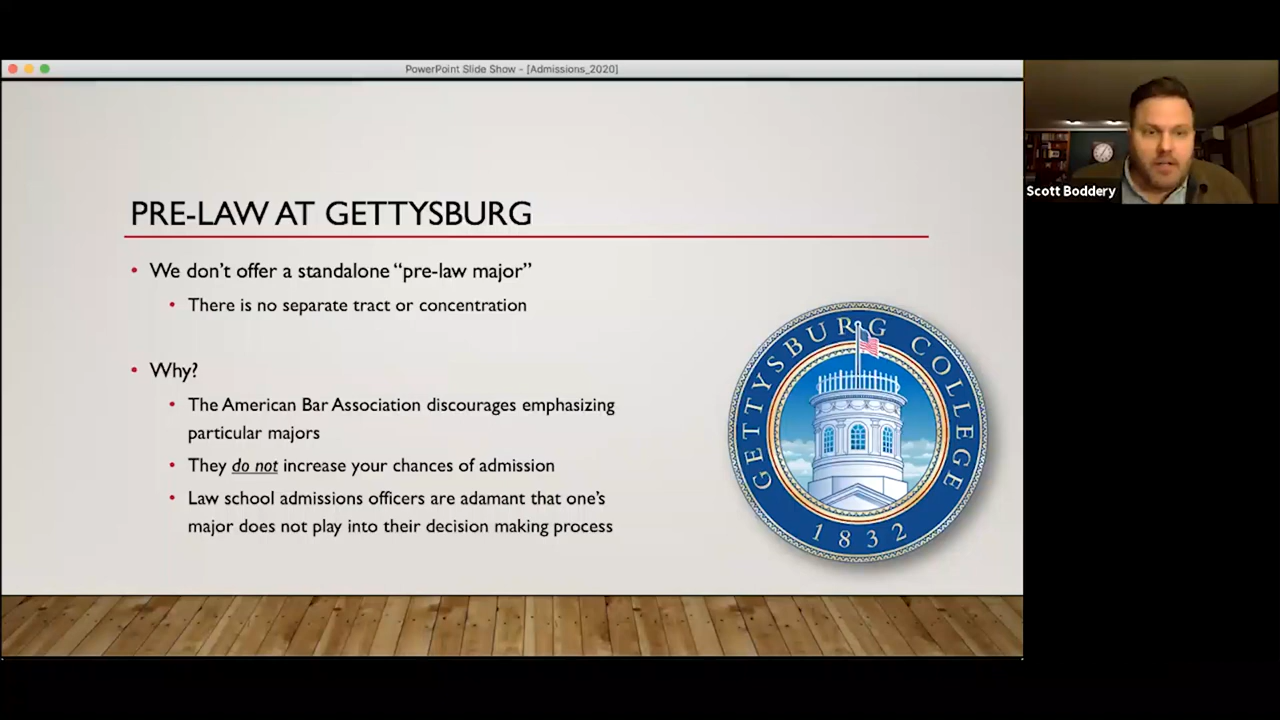 PowerPoint Slide Show - [Admissions_2020]
Scott Boddery
PRE-LAW AT GETTYSBURG
• We don't offer a standalone “pre-law major”
• There is no separate tract or concentration
• Why?
• The American Bar Association discourages emphasizing
particular majors
• They do not increase your chances of admission
• Law school admissions officers are adamant that one's
major does not play into their decision making process
GETTYSBURG COLLEGE
1832